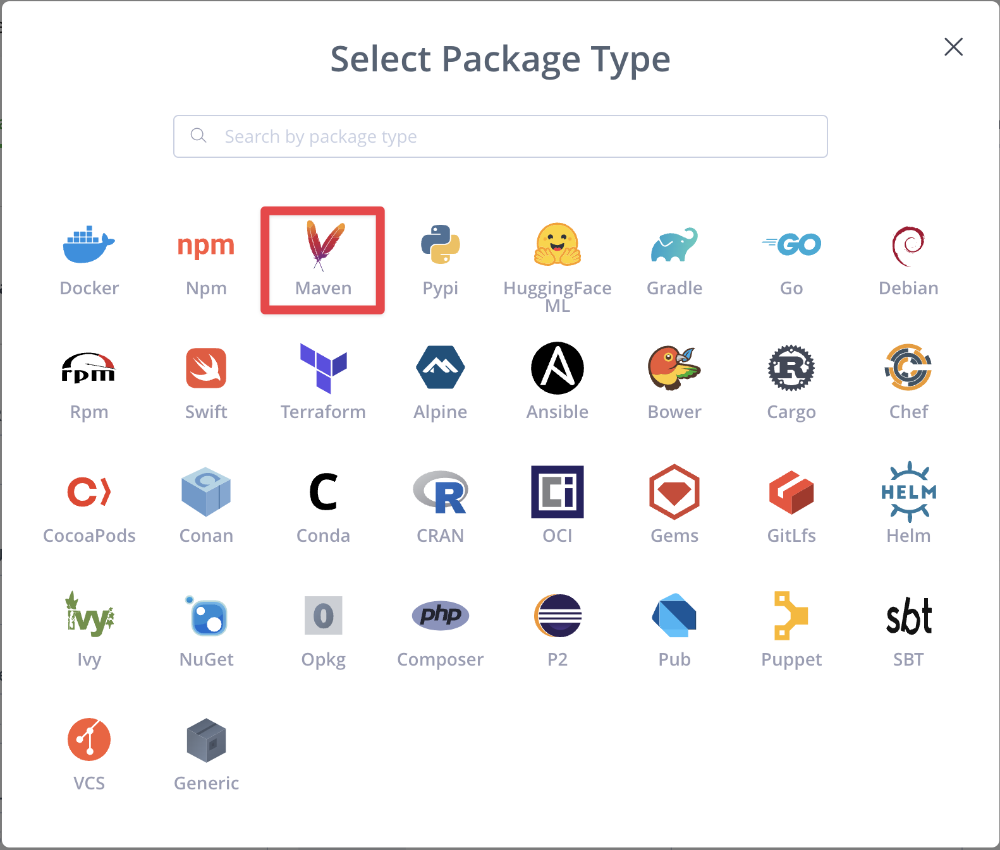 Select Package Type
Search by package type
npm
GO
Docker
Npm
Maven
Pypi
HuggingFace
ML
Gradle
Go
Debian
rpm
R
C
Rpm
Swift
Terraform
Alpine
Ansible
Bower
Cargo
Chef
C
C
R
Ci
HELM
CocoaPods
Conan
Conda
CRAN
OCI
Gems
GitLfs
Helm
ivy
0
php
sbt
Ivy
NuGet
Opkg
Composer
P2
Pub
Puppet
SBT
VCS
Generic